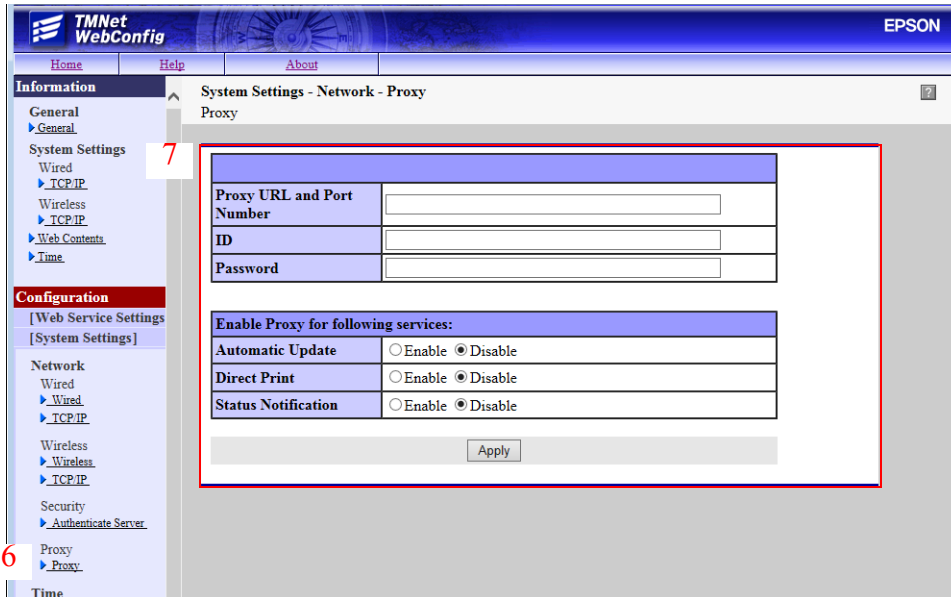 TMNet
WebConfig
EPSON
Home Help About
Information
General
General
System Settings
Wired
TCP/IP
Wireless
TCP/IP
Web Contents
Time
Configuration
[Web Service Settings
[System Settings]
Network
Wired
Wired
TCP/IP
Wireless
Wireless
TCP/IP
Security
Authenticate Server
Proxy
6
Proxy
Time
System Settings - Network - Proxy
?
Proxy
7
Proxy URL and Port
Number
ID
Password
Enable Proxy for following services:
Automatic Update Enable Disable
Direct Print Enable Disable
Status Notification Enable Disable
Apply